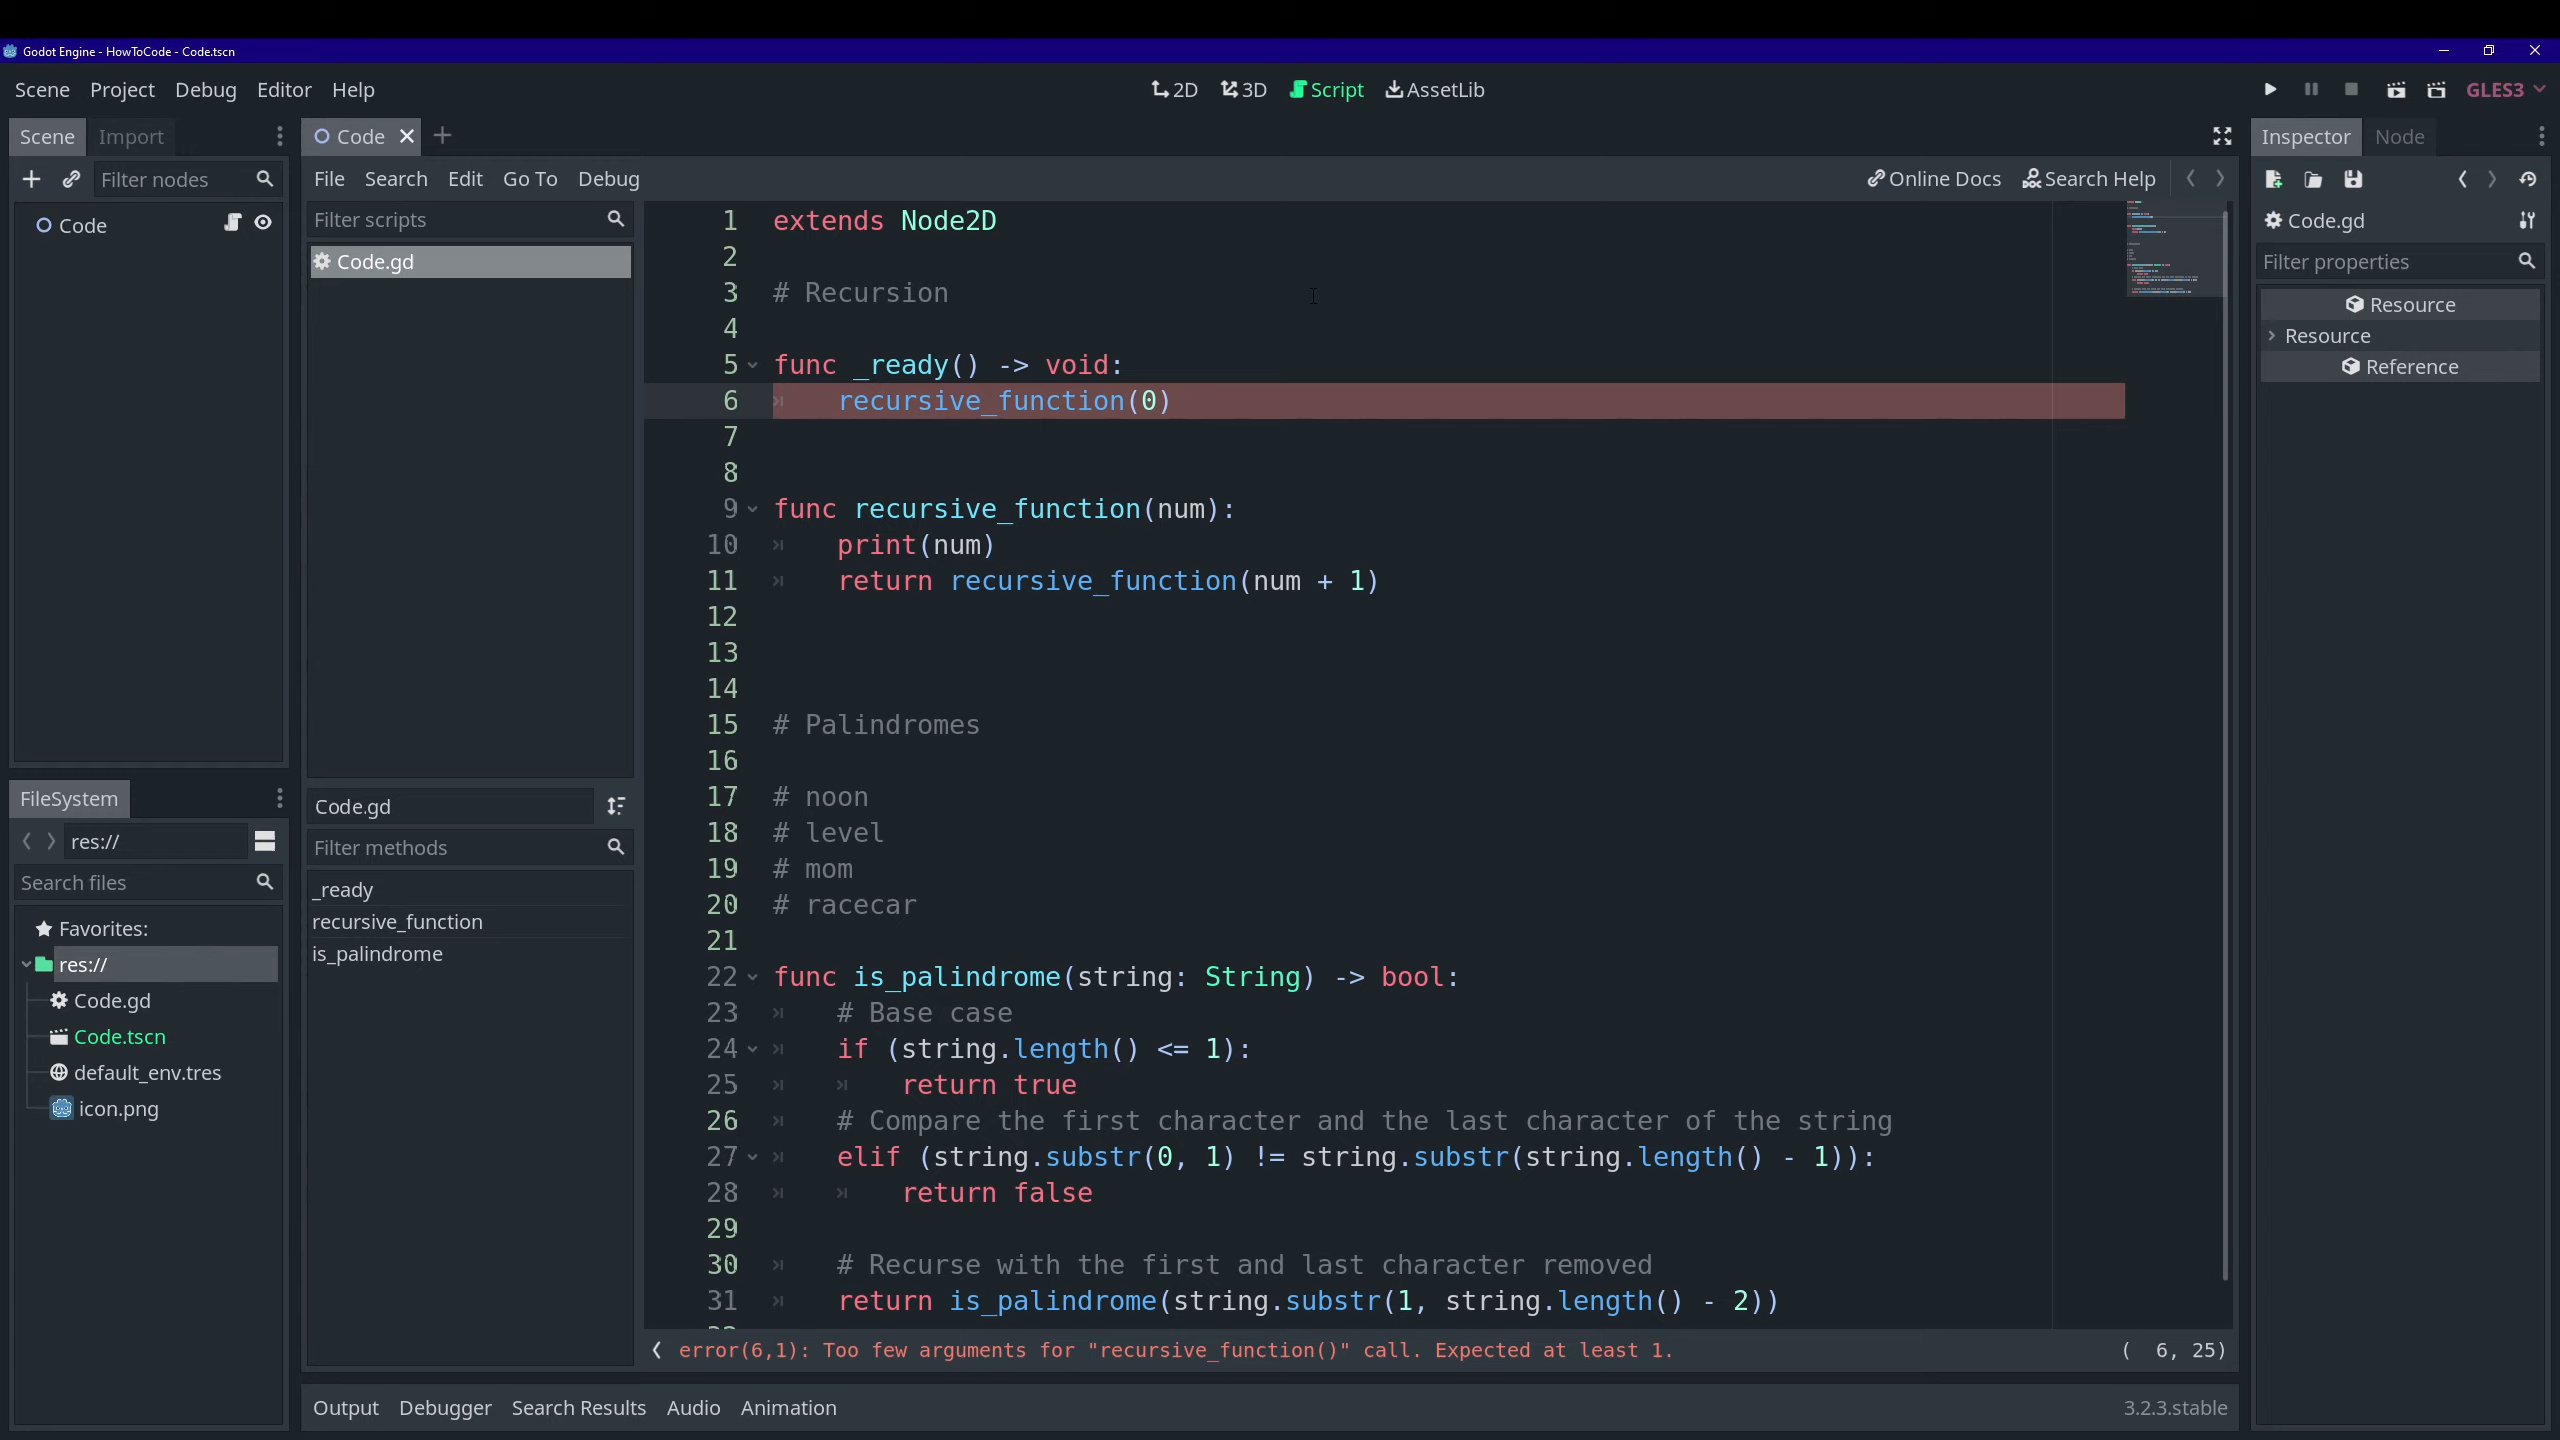 Godot Engine - HowToCode - Code.tscn
Scene Project Debug Editor Help
2D 3D Script AssetLib
GLES3
Scene Import
Filter nodes
Code
FileSystem
res://
Search files
Favorites:
res://
Code.gd
Code.tscn
default_env.tres
icon.png
Code
File Search Edit Go To Debug
Online Docs Search Help
Filter scripts
Code.gd
Code.gd
Filter methods
_ready
recursive_function
is_palindrome
1 extends Node2D
2
3 # Recursion
4
5 func _ready() -> void:
6 recursive_function(0)
7
8
9 func recursive_function(num):
10 print(num)
11 return recursive_function(num + 1)
12
13
14
15 # Palindromes
16
17 # noon
18 # level
19 # mom
20 # racecar
21
22 func is_palindrome(string: String) -> bool:
23 # Base case
24 if (string.length() <= 1):
25 return true
26 # Compare the first character and the last character of the string
27 elif (string.substr(0, 1) != string.substr(string.length() - 1)):
28 return false
29
30 # Recurse with the first and last character removed
31 return is_palindrome(string.substr(1, string.length() - 2))
error(6,1): Too few arguments for "recursive_function()" call. Expected at least 1.
( 6, 25)
Output Debugger Search Results Audio Animation
3.2.3.stable
Inspector Node
Code.gd
Filter properties
Resource
Resource
Reference